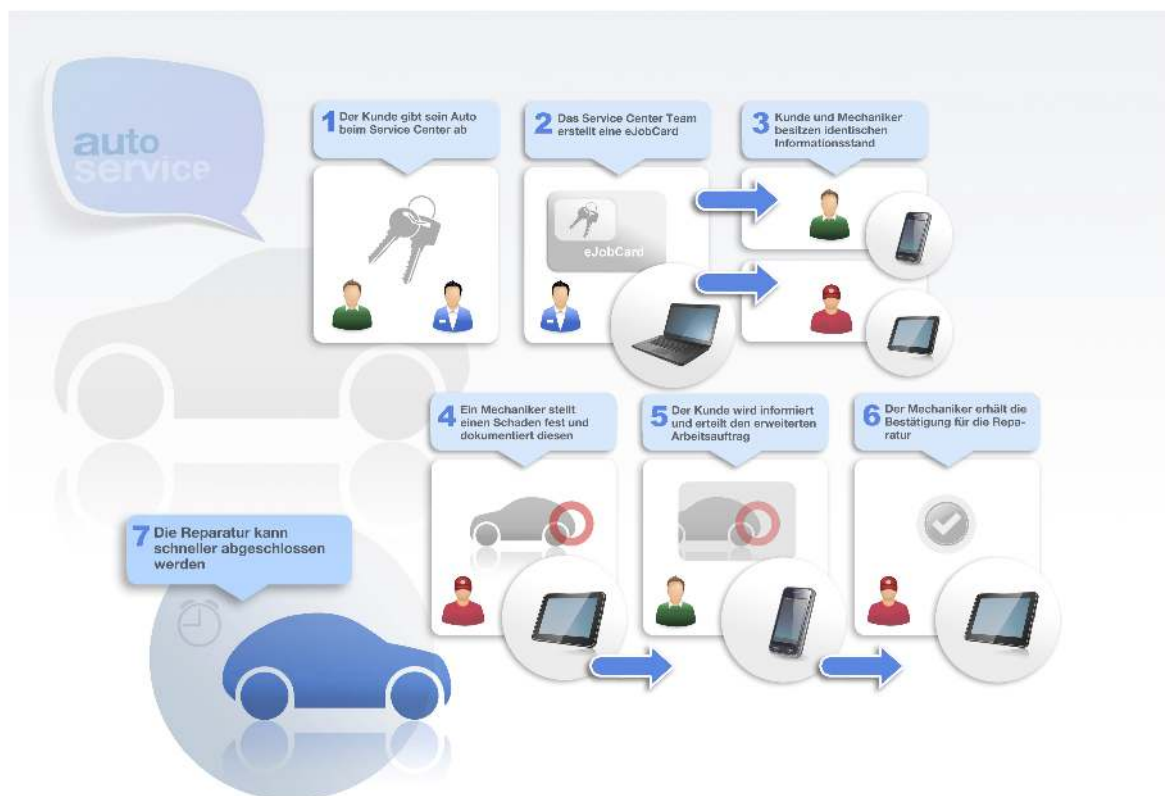 auto
service
1 Der Kunde gibt sein Auto
beim Service Center ab
2 Das Service Center Team
erstellt eine eJobCard
3 Kunde und Mechaniker
besitzen identischen
Informationsstand
eJobCard
4 Ein Mechaniker stellt
einen Schaden fest und
dokumentiert diesen
5 Der Kunde wird informiert
und erteilt den erweiterten
Arbeitsauftrag
6 Der Mechaniker erhält die
Bestätigung für die Repa-
ratur
7 Die Reparatur kann
schneller abgeschlossen
werden